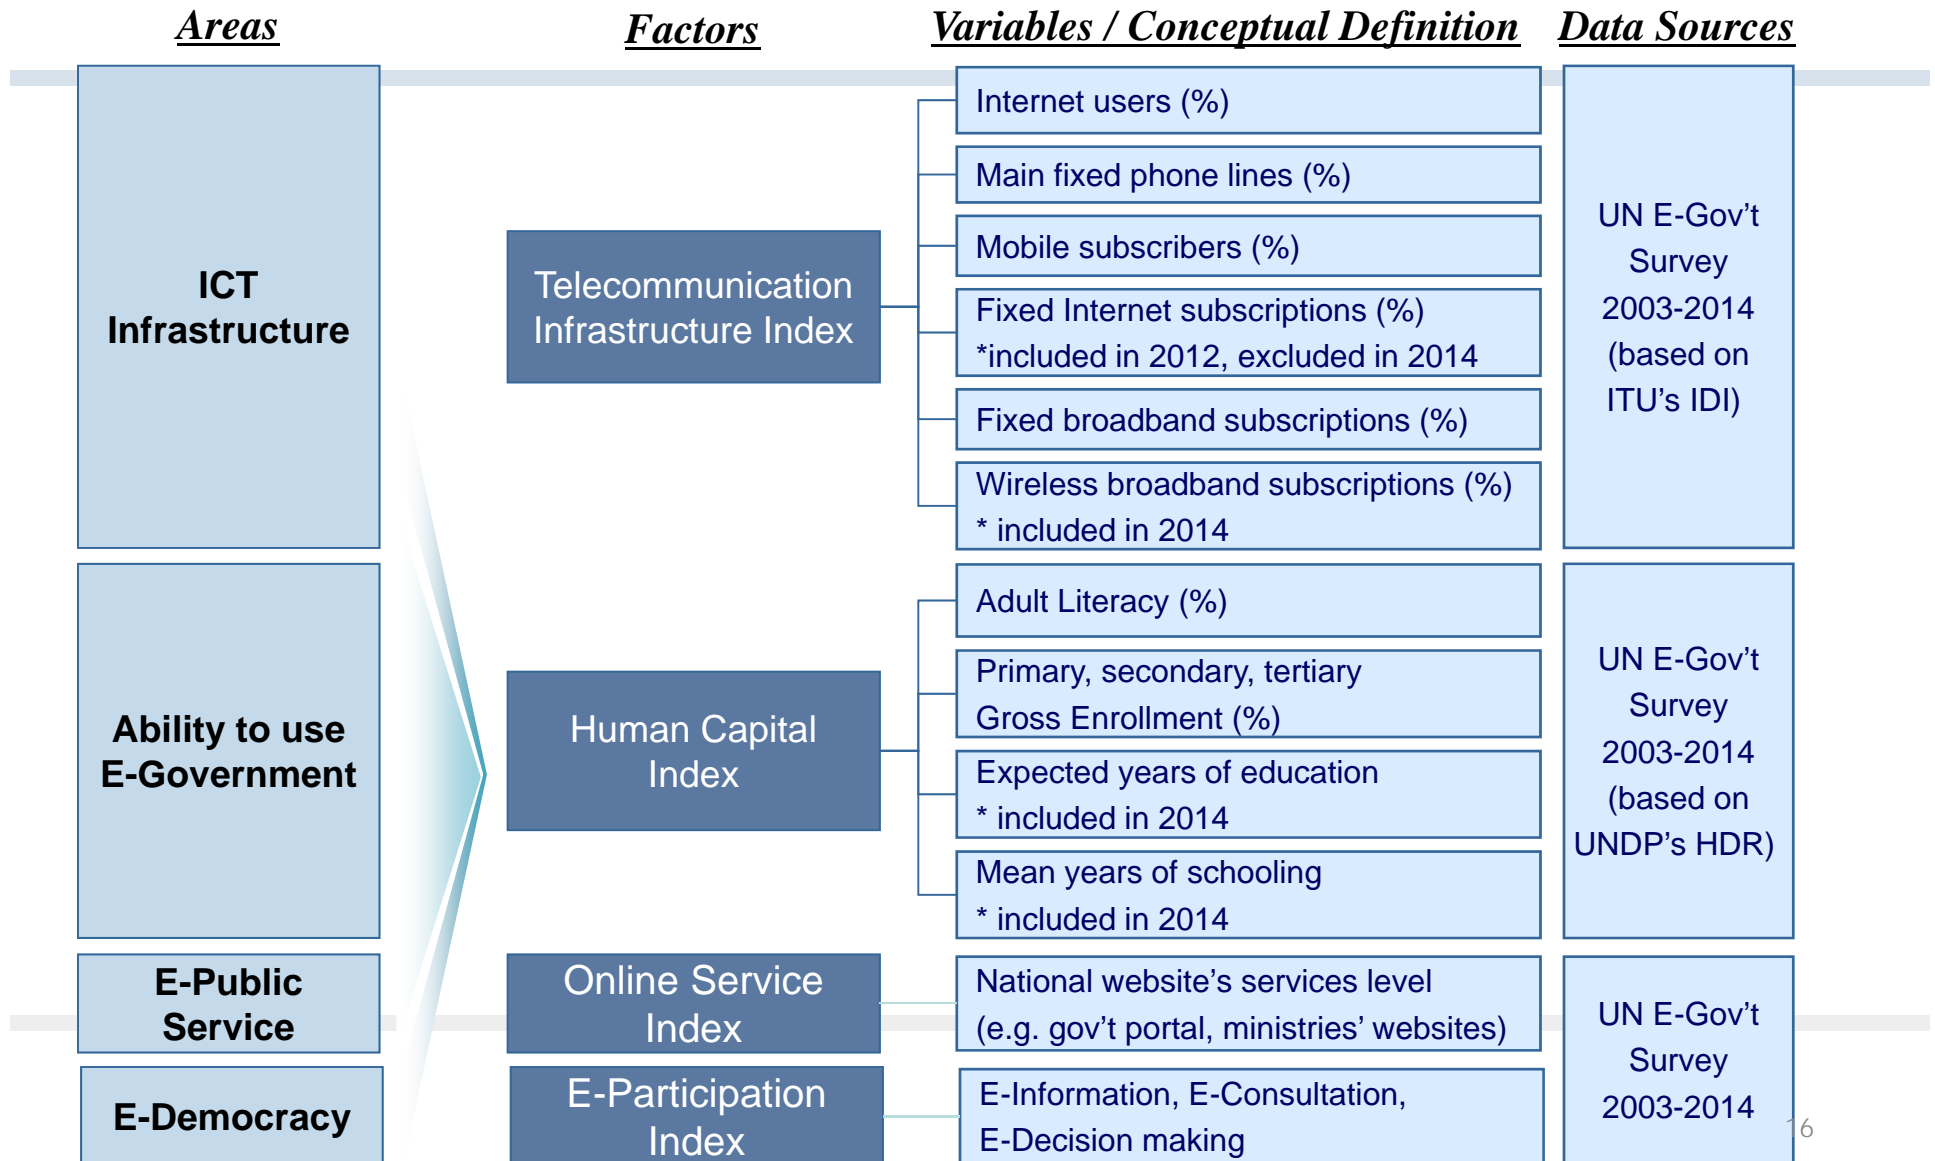 Areas
Factors
Variables / Conceptual Definition
Data Sources
ICT
Infrastructure
Telecommunication
Infrastructure Index
Internet users (%)
Main fixed phone lines (%)
Mobile subscribers (%)
Fixed Internet subscriptions (%)
*included in 2012, excluded in 2014
Fixed broadband subscriptions (%)
Wireless broadband subscriptions (%)
* included in 2014
UN E-Gov’t
Survey
2003-2014
(based on
ITU’s IDI)
Ability to use
E-Government
Human Capital
Index
Adult Literacy (%)
Primary, secondary, tertiary
Gross Enrollment (%)
Expected years of education
* included in 2014
Mean years of schooling
* included in 2014
UN E-Gov’t
Survey
2003-2014
(based on
UNDP’s HDR)
E-Public
Service
Online Service
Index
National website’s services level
(e.g. gov’t portal, ministries’ websites)
E-Democracy
E-Participation
Index
E-Information, E-Consultation,
E-Decision making
UN E-Gov’t
Survey
2003-2014
16